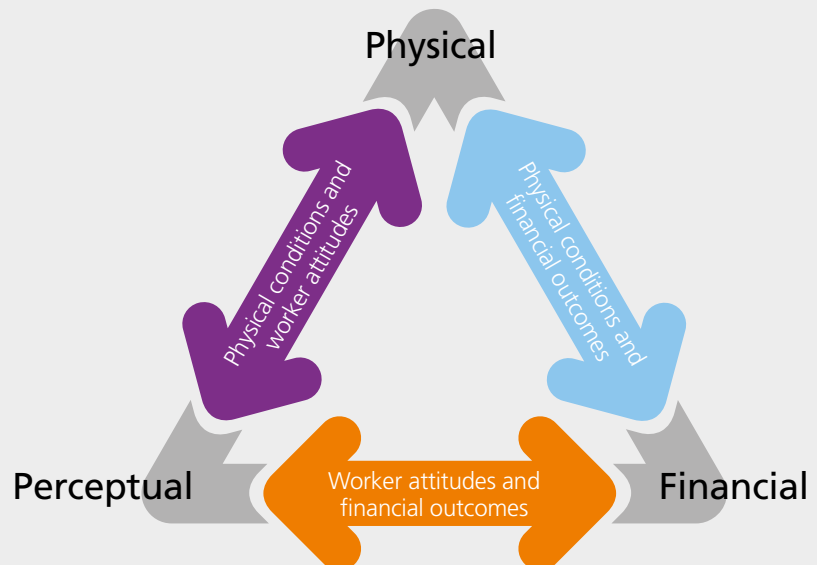 Physical
Physical conditions and
worker attitudes
Physical conditions and
financial outcomes
Perceptual
Worker attitudes and
financial outcomes
Financial